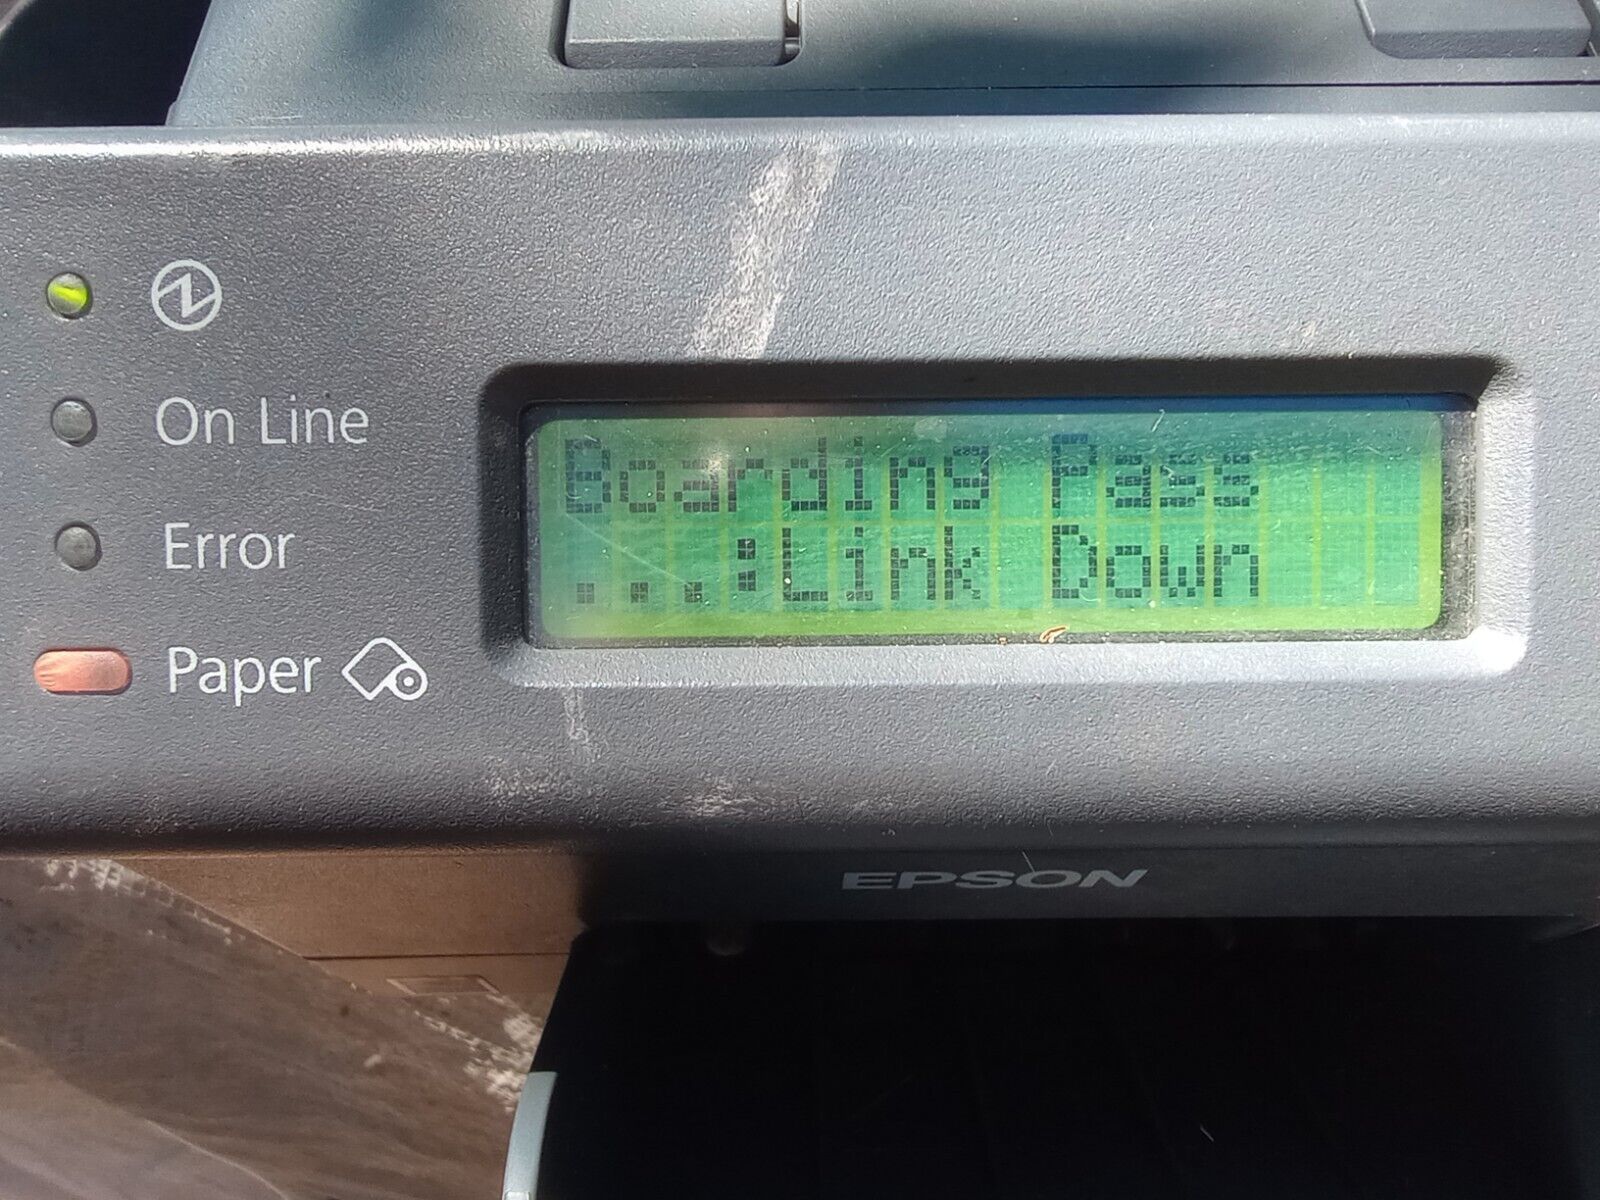 On Line
Error
Paper
Boarding Pass
...:Link Down
EPSON